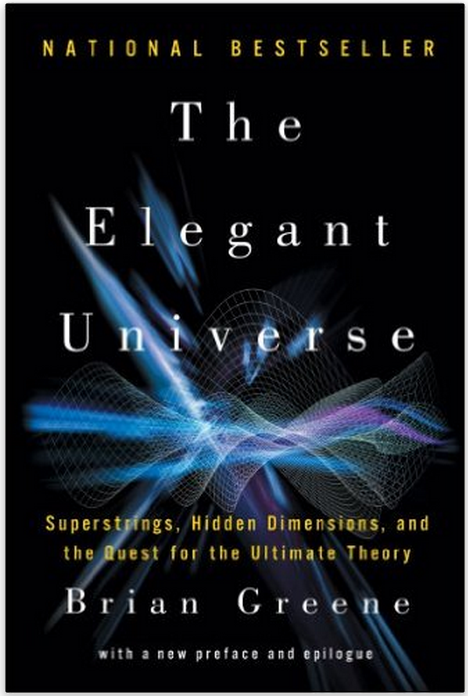 NATIONAL BESTSELLER
The
Elegant
Universe
Superstrings, Hidden Dimensions, and
the Quest for the Ultimate Theory
Brian Greene
with a new preface and epilogue